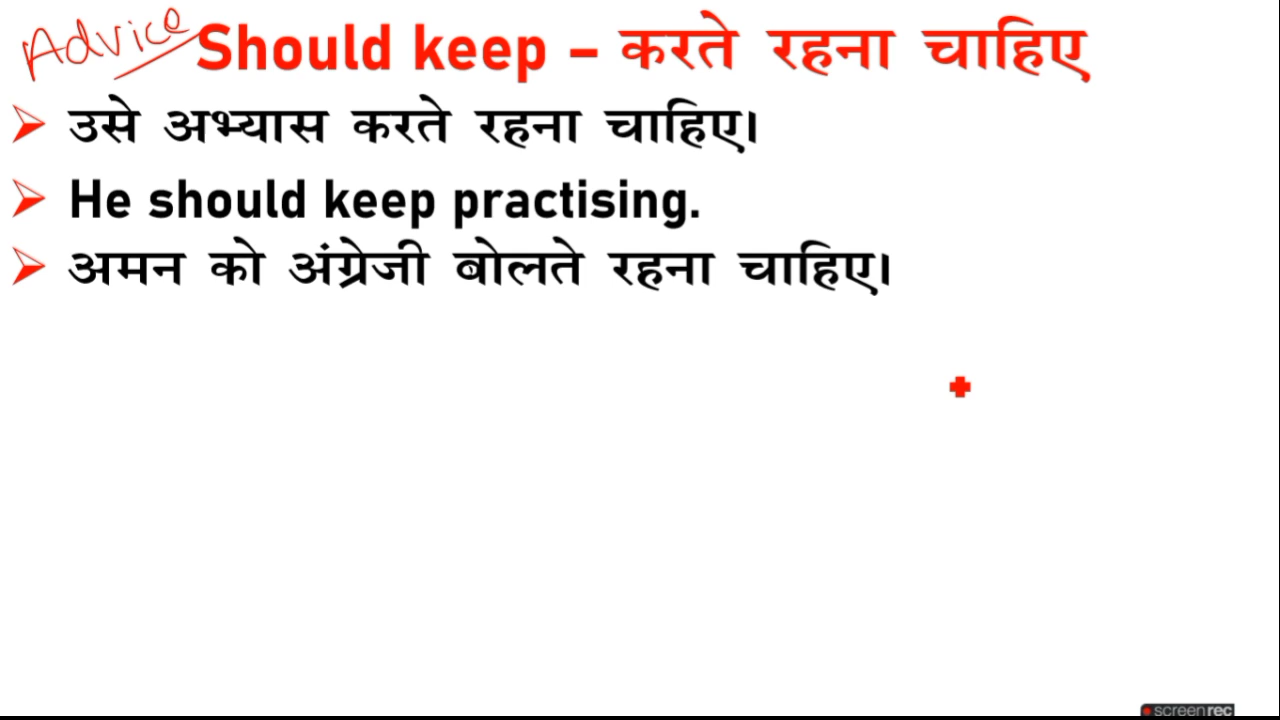 Advice Should keep – करते रहना चाहिए
उसे अभ्यास करते रहना चाहिए।
He should keep practising.
अमन को अंग्रेजी बोलते रहना चाहिए।
screenrec